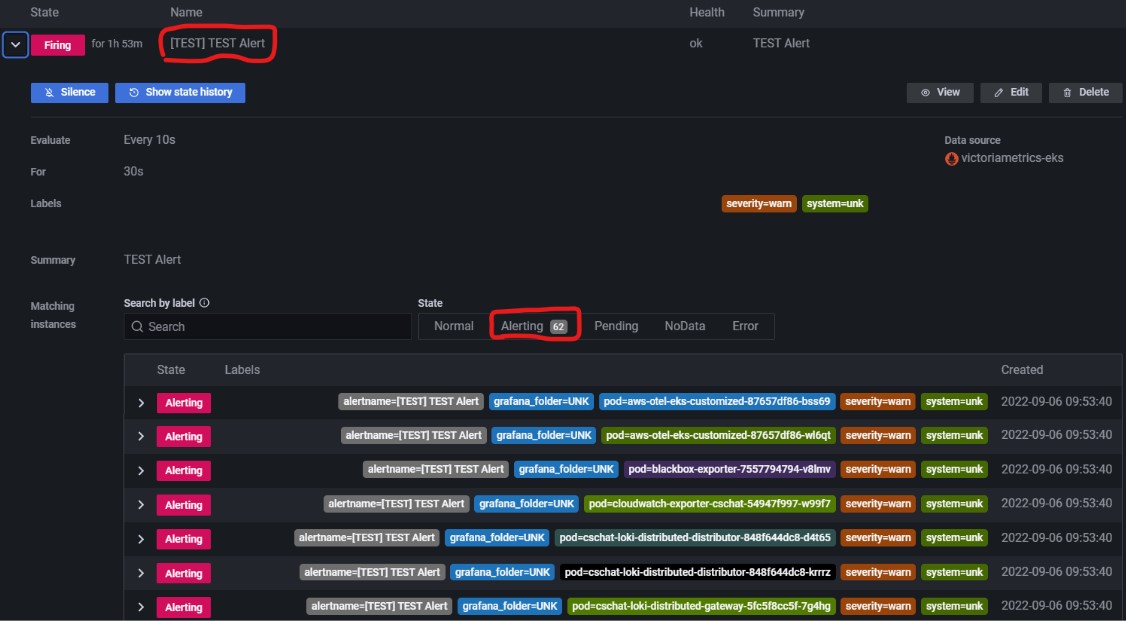 State Name Health Summary
Firing for 1h 53m [TEST] TEST Alert ok TEST Alert
Silence Show state history View Edit Delete
Evaluate Every 10s Data source
victoriametrics-eks
For 30s
Labels severity=warn system=unk
Summary TEST Alert
Matching instances
Search by label State
Search Normal Alerting 62 Pending NoData Error
State Labels Created
Alerting alertname=[TEST] TEST Alert grafana_folder=UNK pod=aws-otel-eks-customized-87657df86-bss69 severity=warn system=unk 2022-09-06 09:53:40
Alerting alertname=[TEST] TEST Alert grafana_folder=UNK pod=aws-otel-eks-customized-87657df86-wl6qt severity=warn system=unk 2022-09-06 09:53:40
Alerting alertname=[TEST] TEST Alert grafana_folder=UNK pod=blackbox-exporter-7557794794-v8lmv severity=warn system=unk 2022-09-06 09:53:40
Alerting alertname=[TEST] TEST Alert grafana_folder=UNK pod=cloudwatch-exporter-cschat-54947f997-w99f7 severity=warn system=unk 2022-09-06 09:53:40
Alerting alertname=[TEST] TEST Alert grafana_folder=UNK pod=cschat-loki-distributed-distributor-848f644dc8-d4t65 severity=warn system=unk 2022-09-06 09:53:40
Alerting alertname=[TEST] TEST Alert grafana_folder=UNK pod=cschat-loki-distributed-distributor-848f644dc8-krrrz severity=warn system=unk 2022-09-06 09:53:40
Alerting alertname=[TEST] TEST Alert grafana_folder=UNK pod=cschat-loki-distributed-gateway-5fc5f8cc5f-7g4hg severity=warn system=unk 2022-09-06 09:53:40